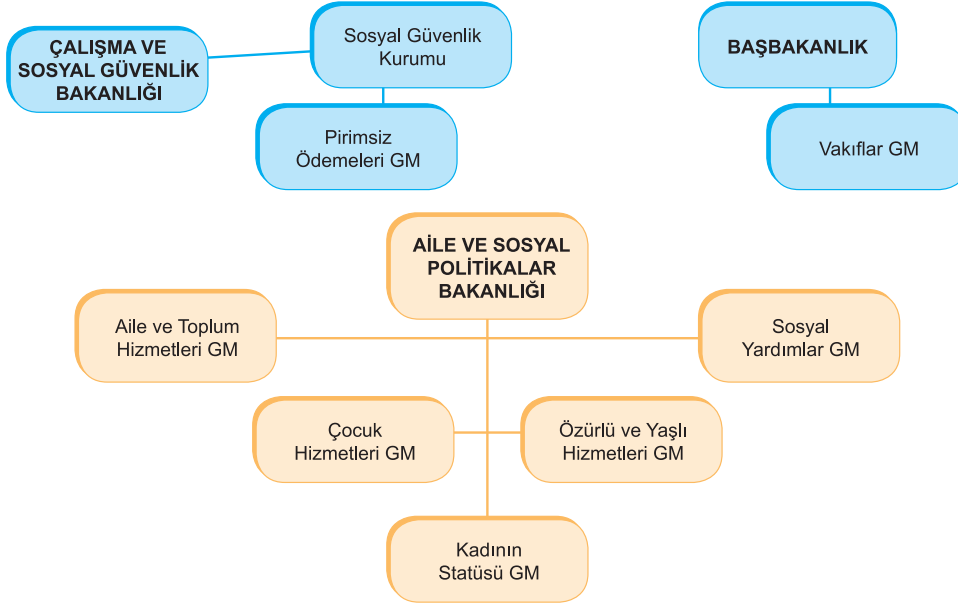 ÇALIŞMA VE
SOSYAL GÜVENLİK
BAKANLIĞI
Sosyal Güvenlik
Kurumu
Pirimsiz
Ödemeleri GM
BAŞBAKANLIK
Vakıflar GM
AİLE VE SOSYAL
POLİTİKALAR
BAKANLIĞI
Aile ve Toplum
Hizmetleri GM
Sosyal
Yardımlar GM
Çocuk
Hizmetleri GM
Özürlü ve Yaşlı
Hizmetleri GM
Kadının
Statüsü GM